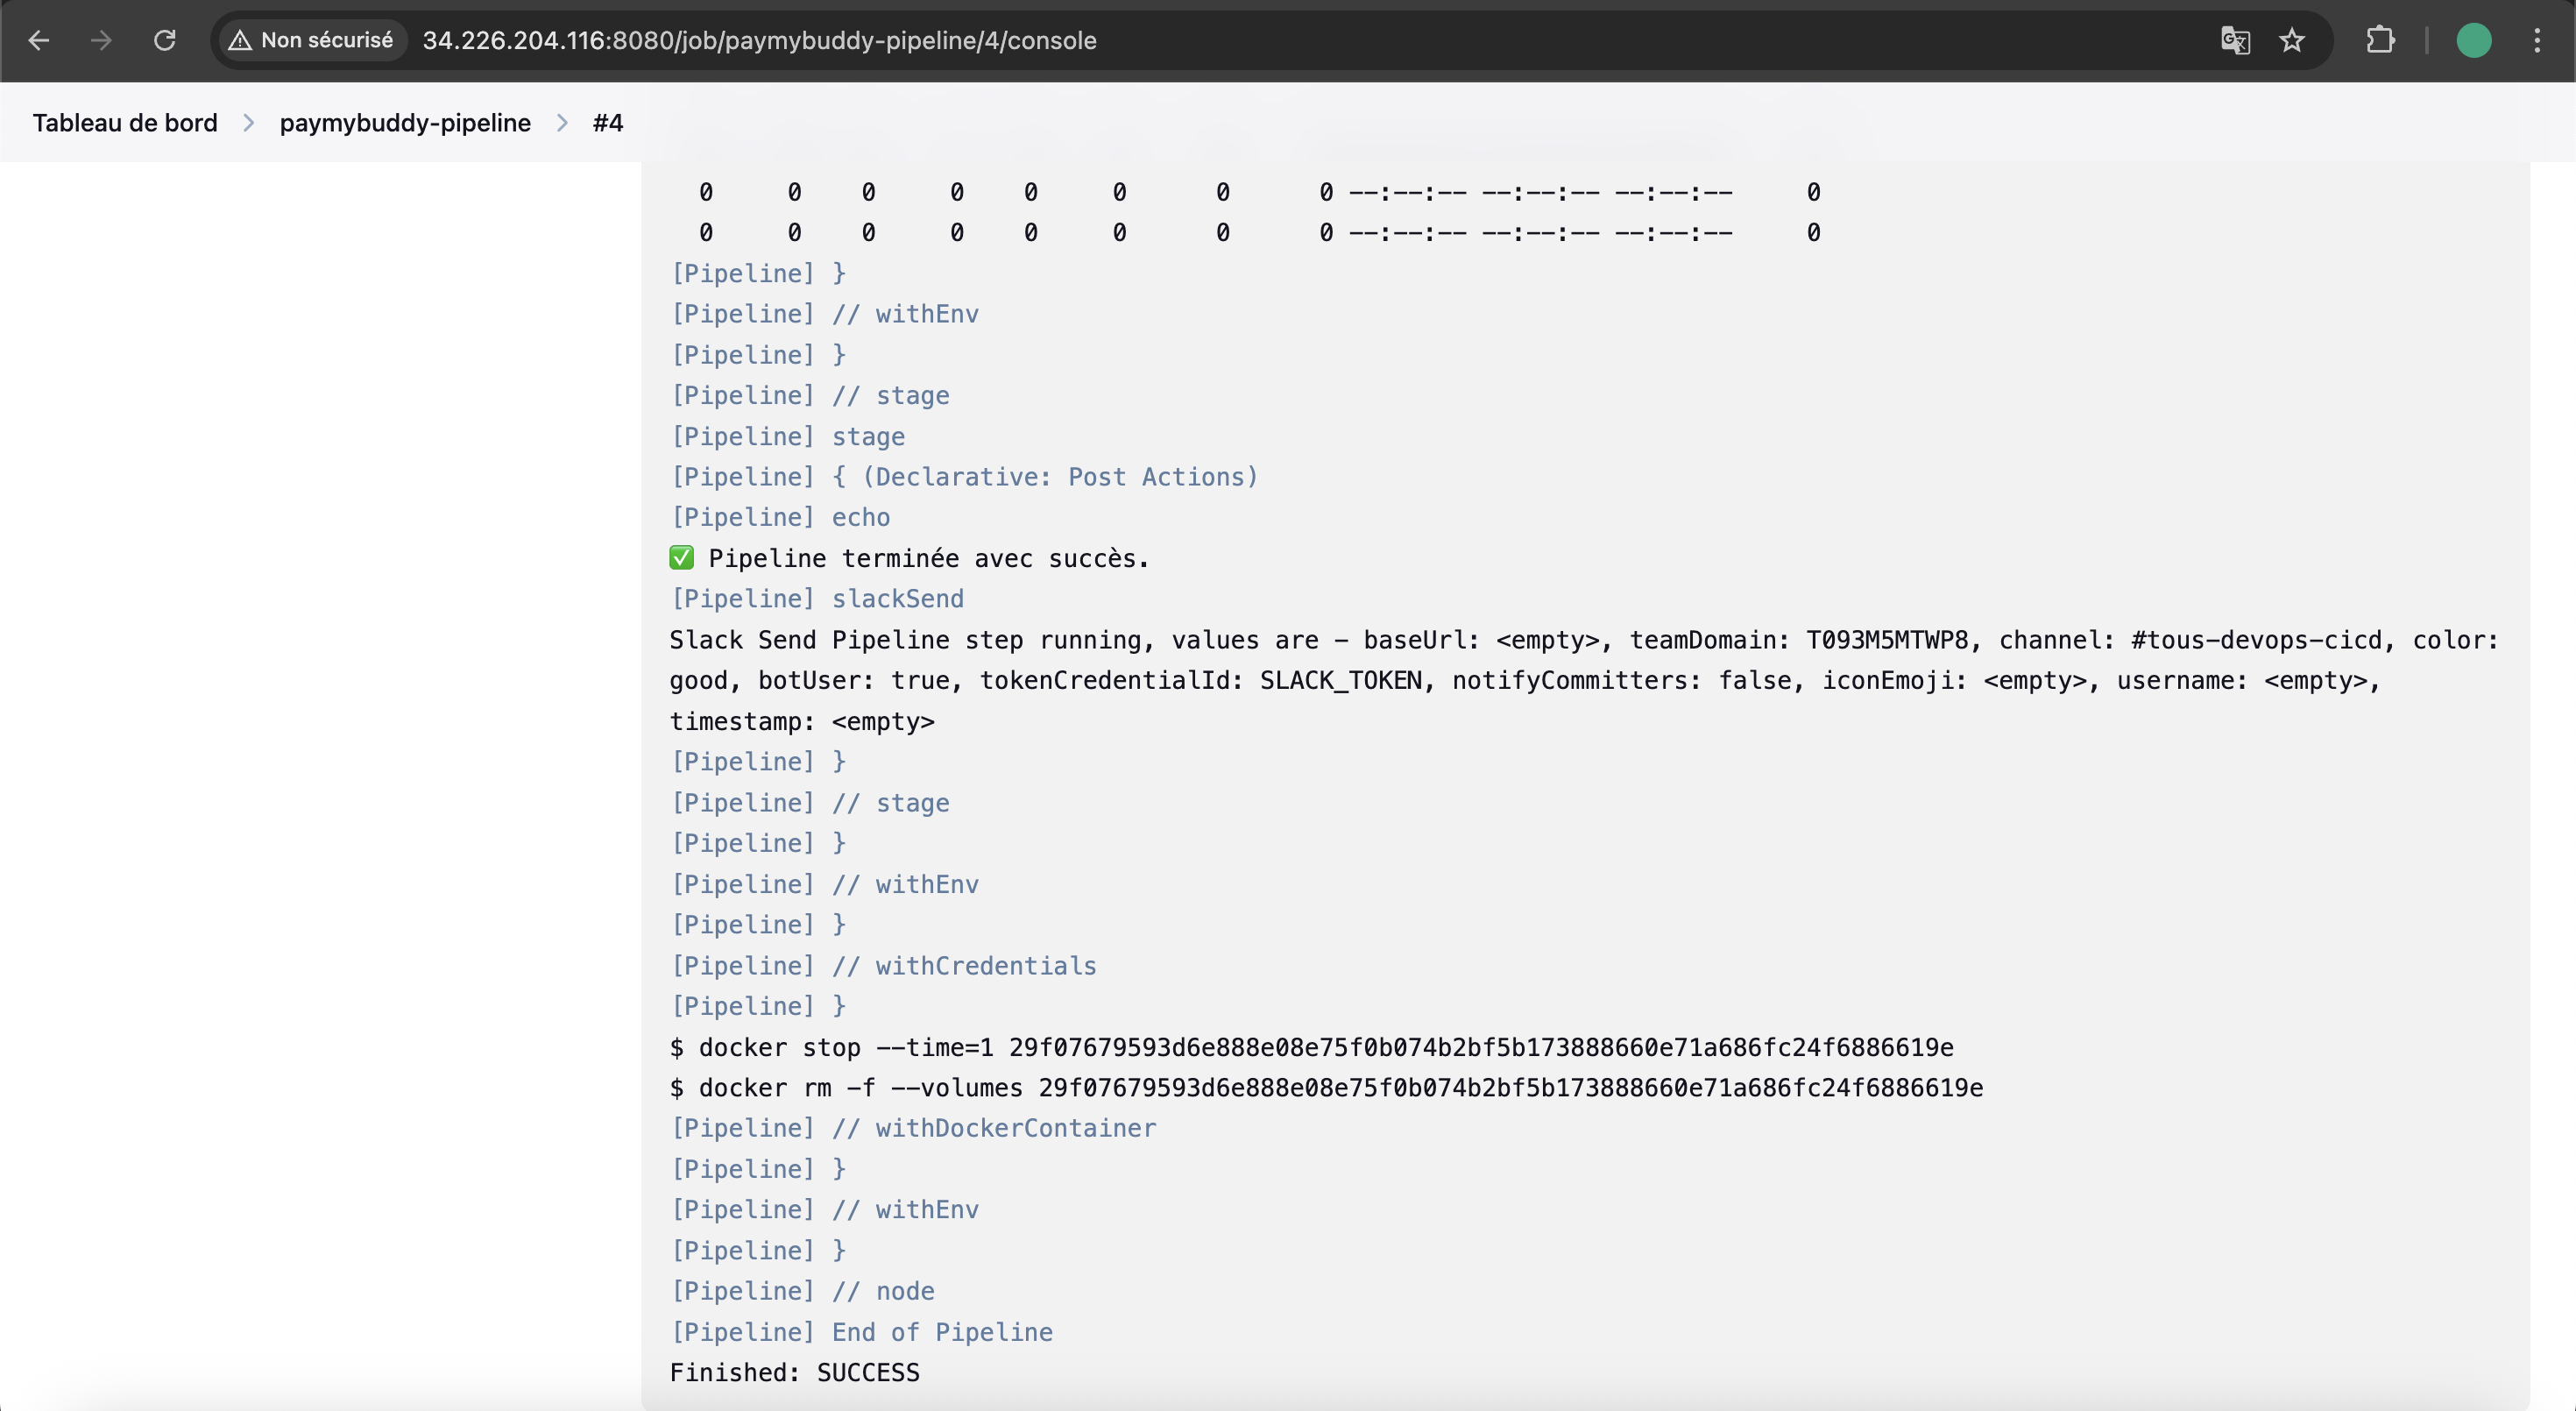 Non sécurisé 34.226.204.116:8080/job/paymybuddy-pipeline/4/console
Tableau de bord > paymybuddy-pipeline > #4
0 0 0 0 0 0 0 0 --:--:-- --:--:-- --:--:-- 0
0 0 0 0 0 0 0 0 --:--:-- --:--:-- --:--:-- 0
[Pipeline] }
[Pipeline] // withEnv
[Pipeline] }
[Pipeline] // stage
[Pipeline] stage
[Pipeline] { (Declarative: Post Actions)
[Pipeline] echo
✅ Pipeline terminée avec succès.
[Pipeline] slackSend
Slack Send Pipeline step running, values are - baseUrl: <empty>, teamDomain: T093M5MTWP8, channel: #tous-devops-cicd, color:
good, botUser: true, tokenCredentialId: SLACK_TOKEN, notifyCommitters: false, iconEmoji: <empty>, username: <empty>,
timestamp: <empty>
[Pipeline] }
[Pipeline] // stage
[Pipeline] }
[Pipeline] // withEnv
[Pipeline] }
[Pipeline] // withCredentials
[Pipeline] }
$ docker stop --time=1 29f07679593d6e888e08e75f0b074b2bf5b173888660e71a686fc24f6886619e
$ docker rm -f --volumes 29f07679593d6e888e08e75f0b074b2bf5b173888660e71a686fc24f6886619e
[Pipeline] // withDockerContainer
[Pipeline] }
[Pipeline] // withEnv
[Pipeline] }
[Pipeline] // node
[Pipeline] End of Pipeline
Finished: SUCCESS